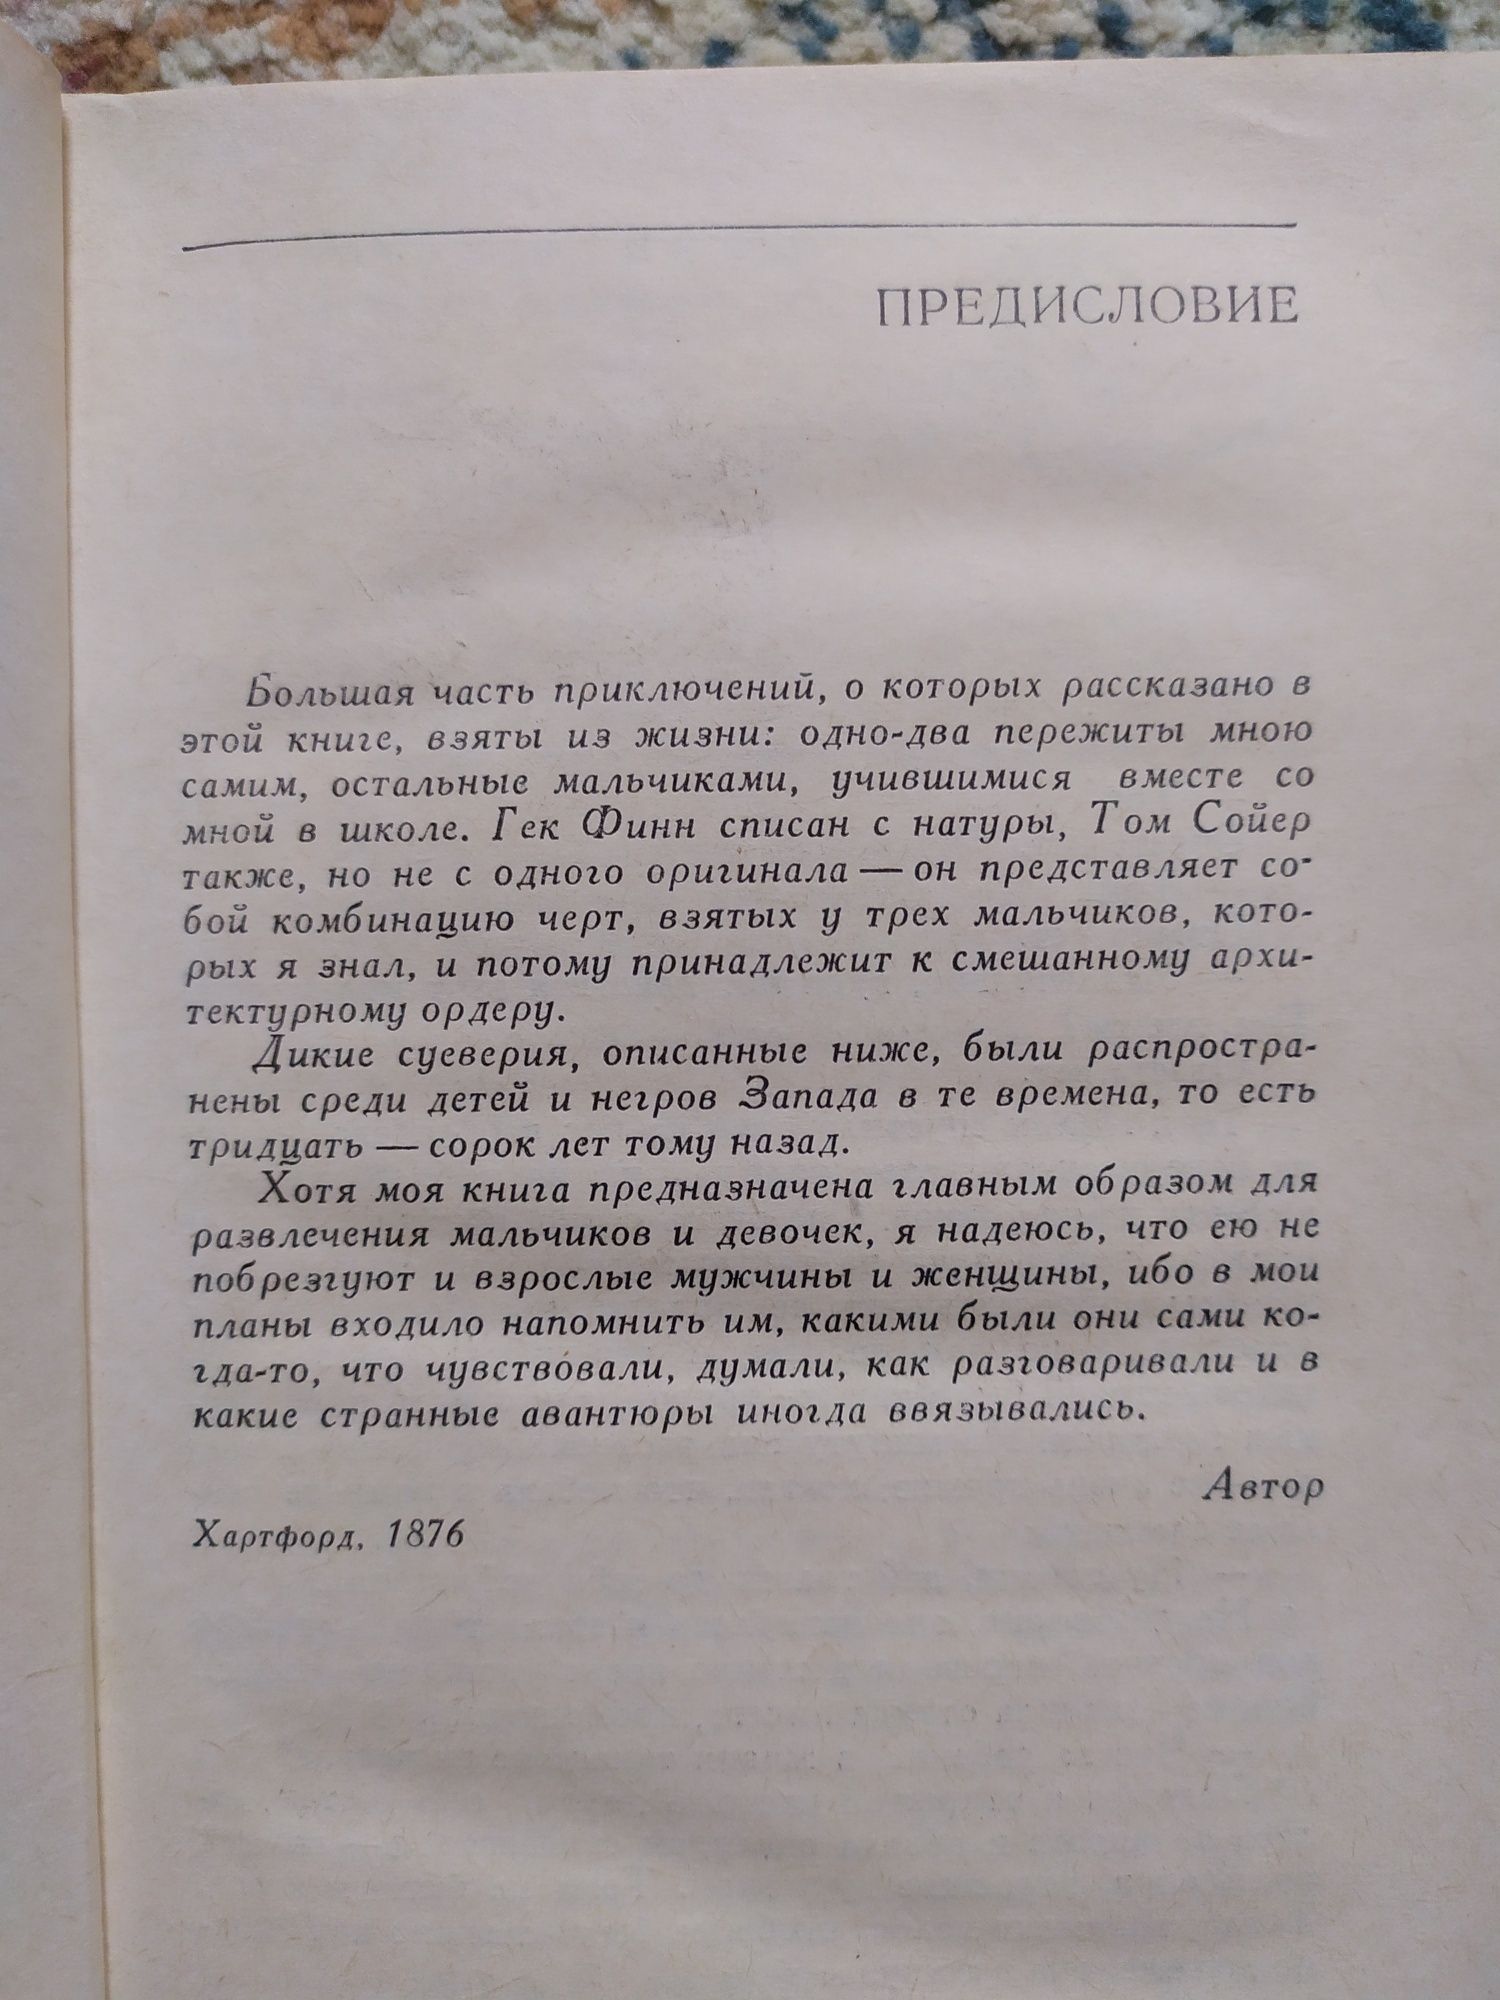 ПРЕДИСЛОВИЕ
Большая часть приключений, о которых рассказано в
этой книге, взяты из жизни: одно-два пережиты мною
самим, остальные мальчиками, учившимися вместе со
мной в школе. Гек Финн списан с натуры, Том Сойер
также, но не с одного оригинала — он представляет со-
бой комбинацию черт, взятых у трех мальчиков, кото-
рых я знал, и потому принадлежит к смешанному архи-
тектурному ордеру.
Дикие суеверия, описанные ниже, были распростра-
нены среди детей и негров Запада в те времена, то есть
тридцать — сорок лет тому назад.
Хотя моя книга предназначена главным образом для
развлечения мальчиков и девочек, я надеюсь, что ею не
побрезгуют и взрослые мужчины и женщины, ибо в мои
планы входило напомнить им, какими были они сами ко-
гда-то, что чувствовали, думали, как разговаривали и в
какие странные авантюры иногда ввязывались.
Автор
Хартфорд, 1876